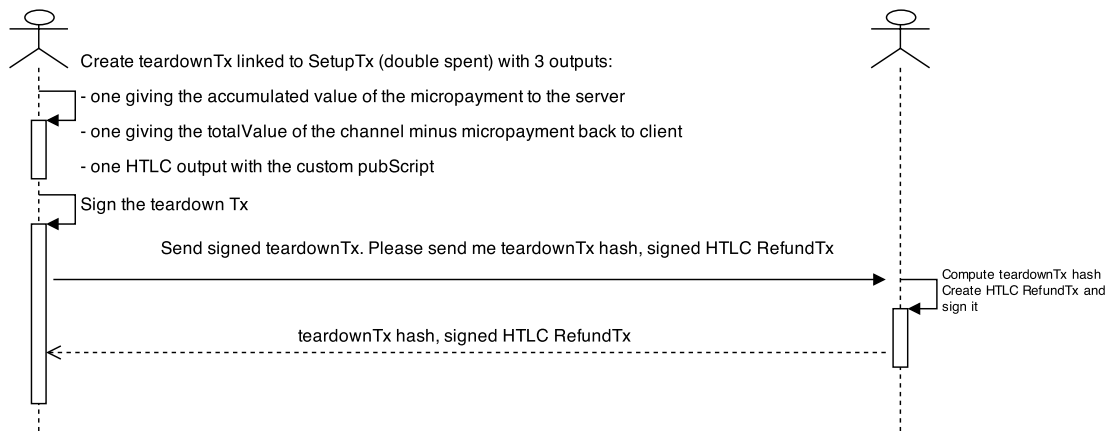 Create teardownTx linked to SetupTx (double spent) with 3 outputs:
- one giving the accumulated value of the micropayment to the server
- one giving the totalValue of the channel minus micropayment back to client
- one HTLC output with the custom pubScript
Sign the teardown Tx
Send signed teardownTx. Please send me teardownTx hash, signed HTLC RefundTx
Compute teardownTx hash
Create HTLC RefundTx and
sign it
teardownTx hash, signed HTLC RefundTx